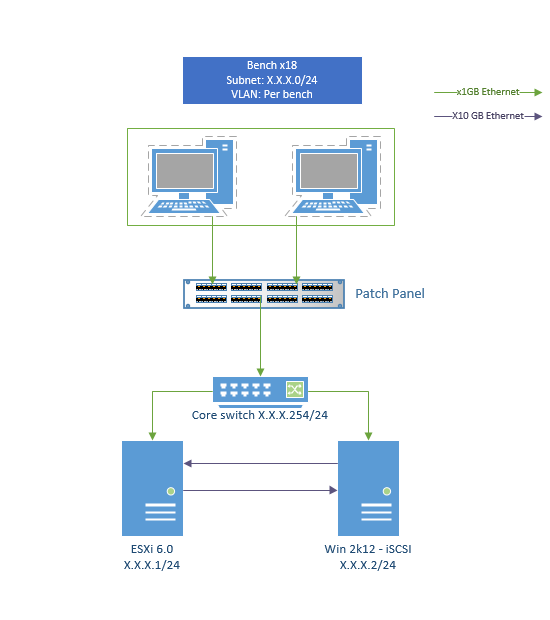 Bench x18
Subnet: X.X.X.0/24
VLAN: Per bench
x1GB Ethernet
X10 GB Ethernet
Patch Panel
Core switch X.X.X.254/24
ESXi 6.0
X.X.X.1/24
Win 2k12 - iSCSI
X.X.X.2/24